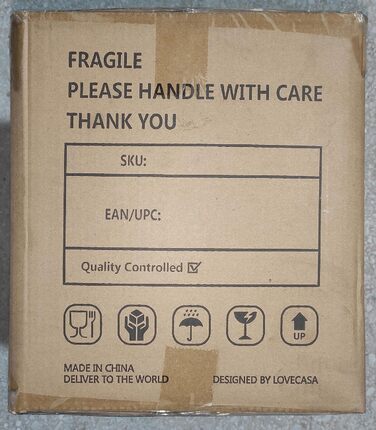 FRAGILE
PLEASE HANDLE WITH CARE
THANK YOU
SKU:
EAN/UPC:
Quality Controlled ☑
UP
MADE IN CHINA
DELIVER TO THE WORLD
DESIGNED BY LOVECASA